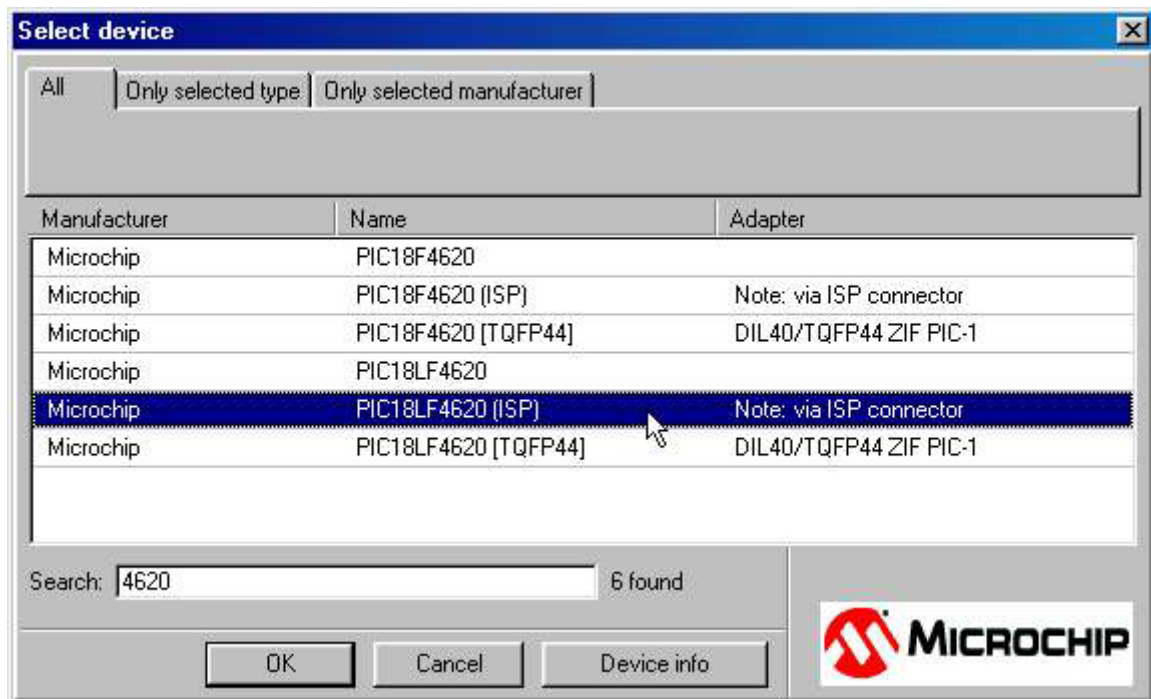 Select device
All Only selected type Only selected manufacturer
Manufacturer Name Adapter
Microchip PIC18F4620
Microchip PIC18F4620 (ISP) Note: via ISP connector
Microchip PIC18F4620 [TQFP44] DIL40/TQFP44 ZIF PIC-1
Microchip PIC18LF4620
Microchip PIC18LF4620 (ISP) Note: via ISP connector
Microchip PIC18LF4620 [TQFP44] DIL40/TQFP44 ZIF PIC-1
Search: 4620 6 found
OK Cancel Device info
MICROCHIP